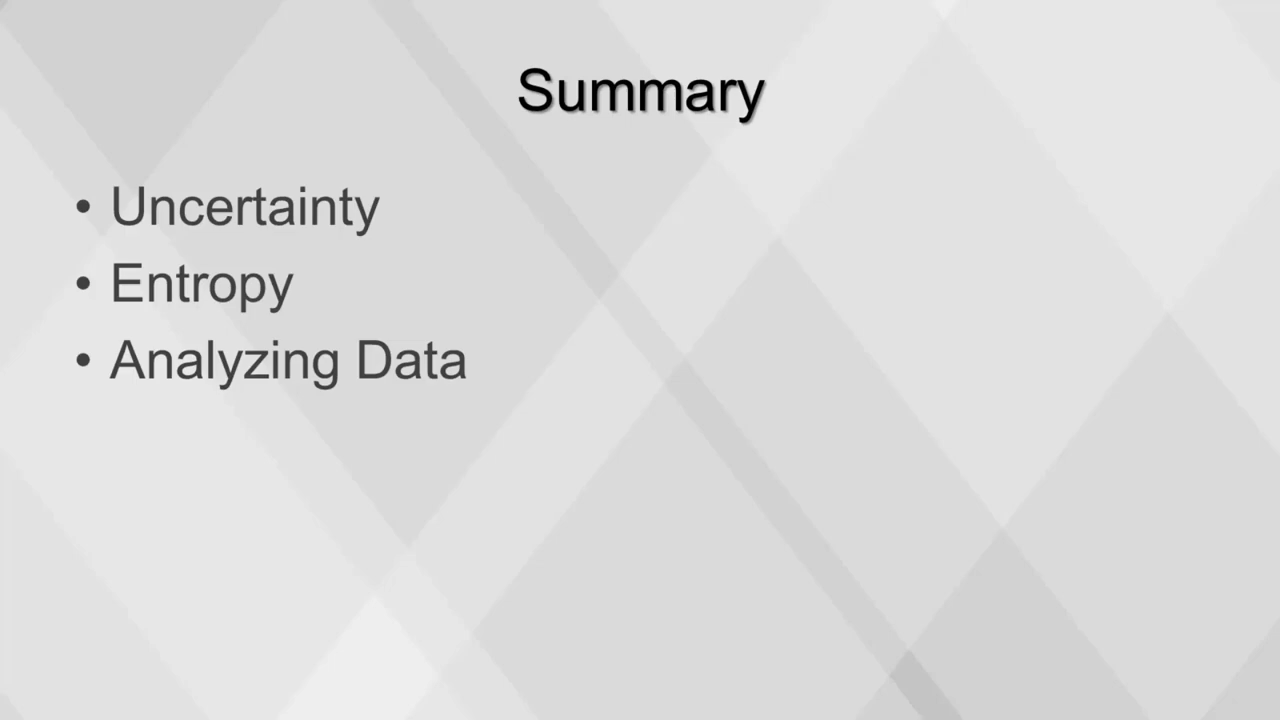 Summary
• Uncertainty
• Entropy
• Analyzing Data